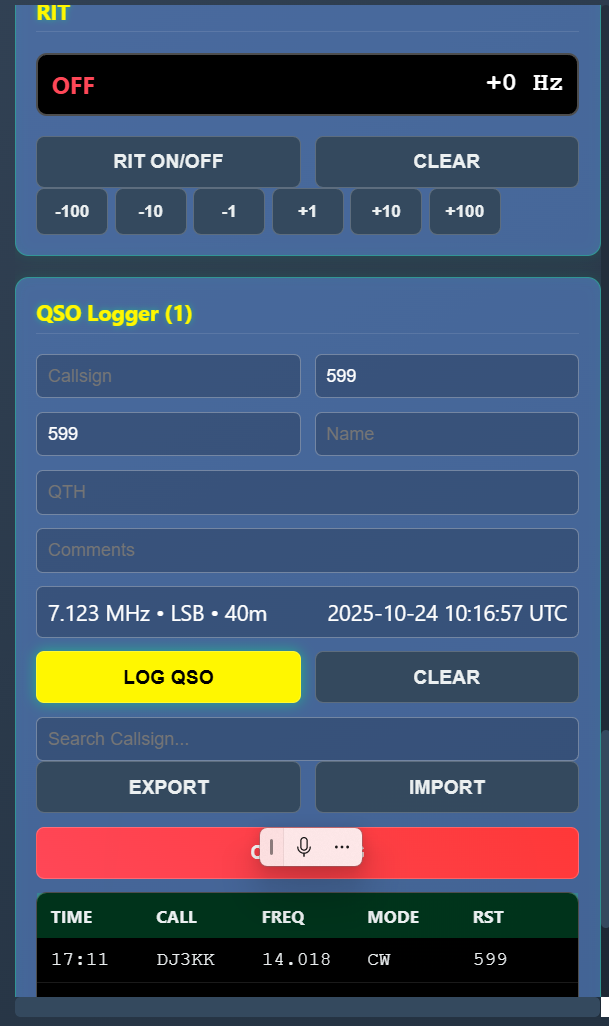 RIT
OFF +0 Hz
RIT ON/OFF CLEAR
-100 -10 -1 +1 +10 +100
QSO Logger (1)
Callsign 599
599 Name
QTH
Comments
7.123 MHz • LSB • 40m 2025-10-24 10:16:57 UTC
LOG QSO CLEAR
Search Callsign...
EXPORT IMPORT
TIME CALL FREQ MODE RST
17:11 DJ3KK 14.018 CW 599